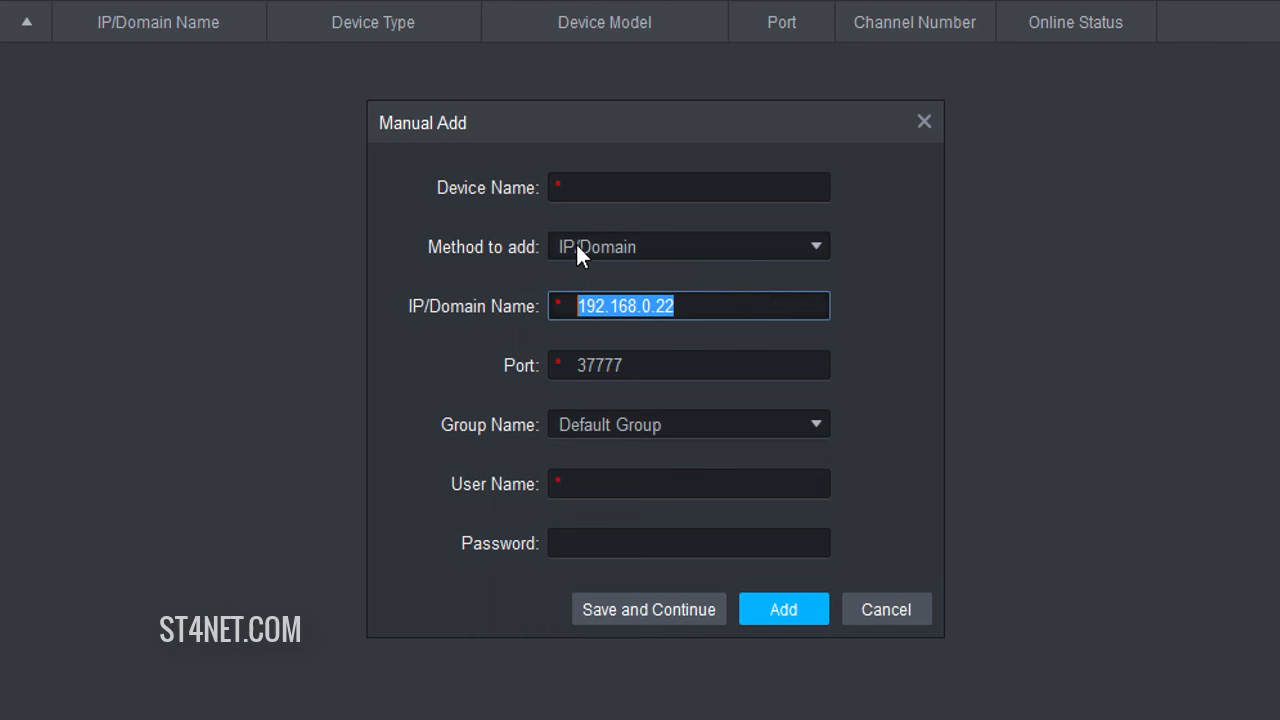 IP/Domain Name Device Type Device Model Port Channel Number Online Status
Manual Add
Device Name: *
Method to add: IP/Domain
IP/Domain Name: * 192.168.0.22
Port: * 37777
Group Name: Default Group
User Name: *
Password:
Save and Continue Add Cancel
ST4NET.COM